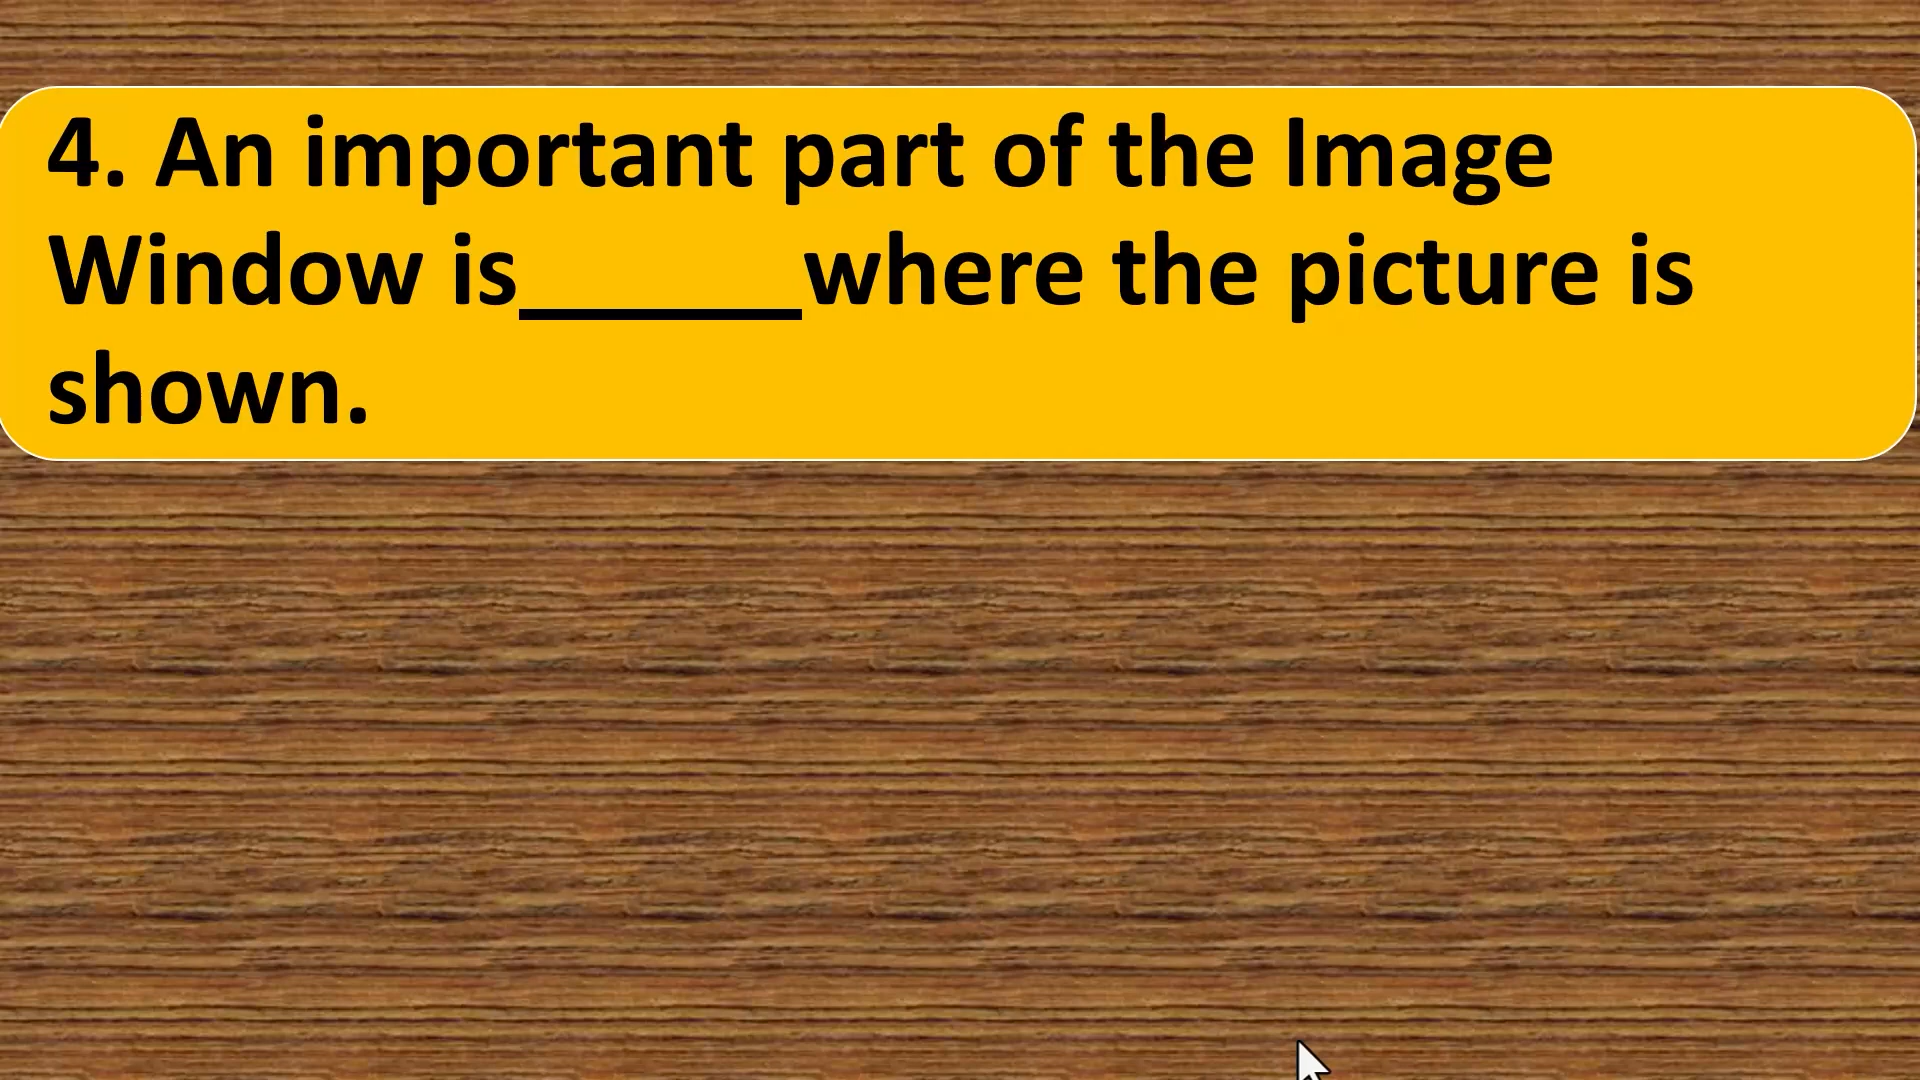 4. An important part of the Image
Window is______where the picture is
shown.